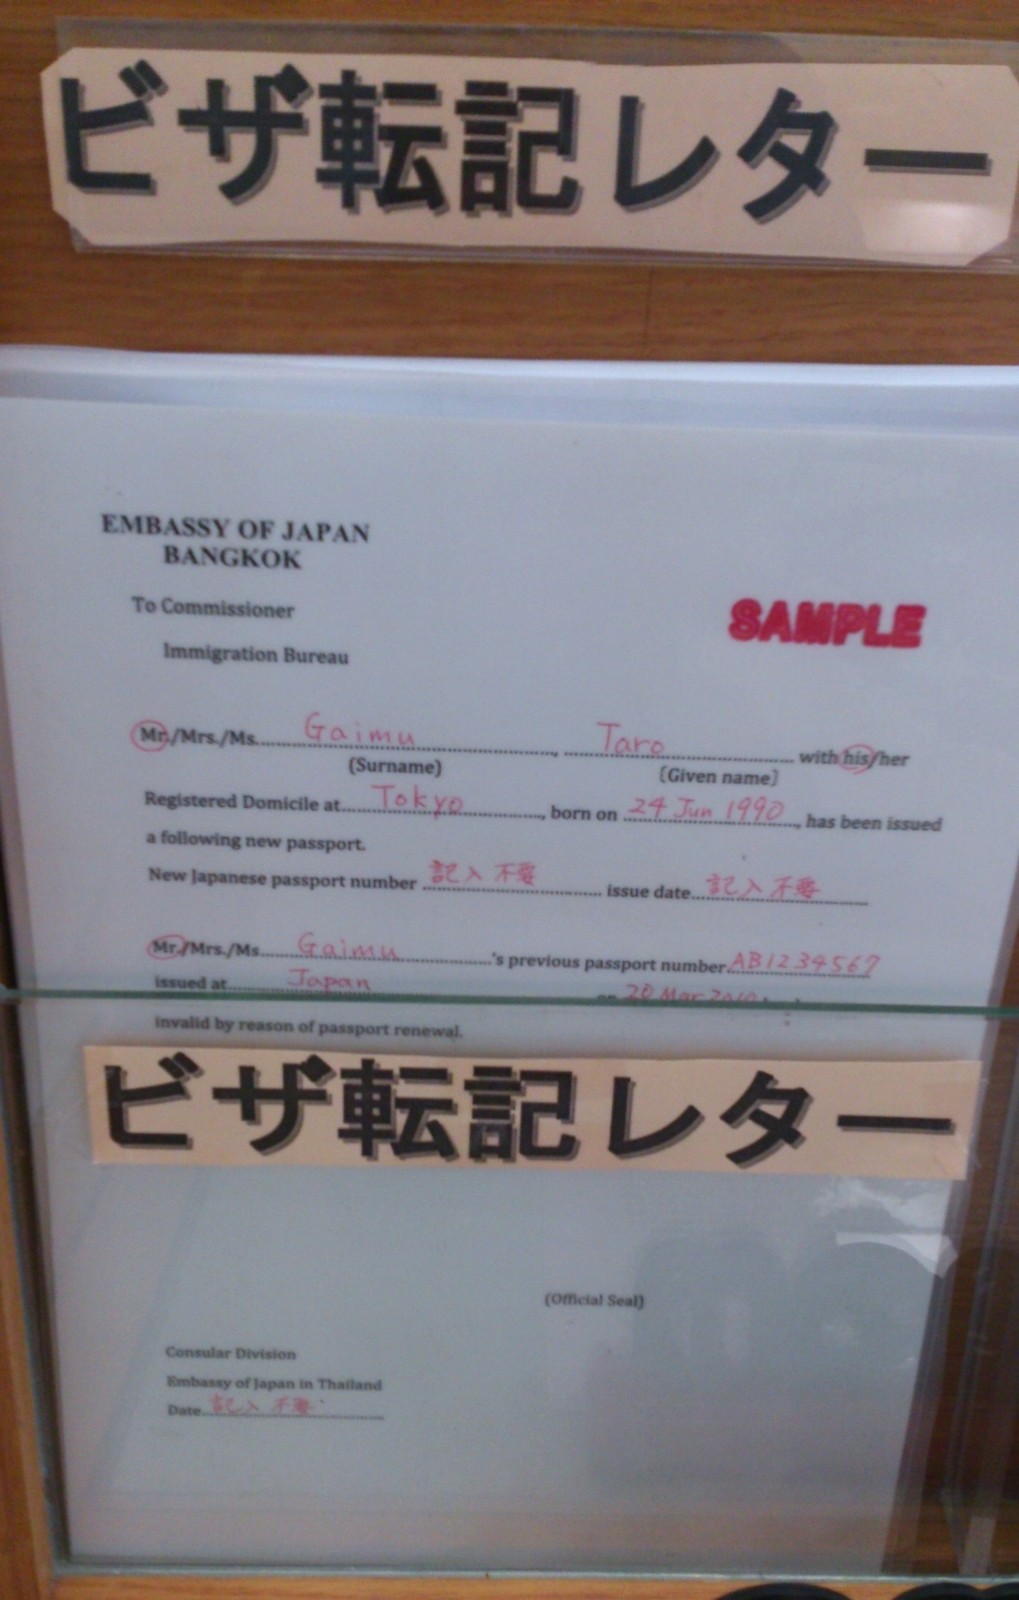 ビザ転記レター
EMBASSY OF JAPAN
BANGKOK
To Commissioner
SAMPLE
Immigration Bureau
Mr./Mrs./Ms. Gaimu, Taro with his/her
(Surname) (Given name)
Registered Domicile at Tokyo, born on 24 Jun 1990, has been issued
a following new passport.
New Japanese passport number 記入不要 issue date 記入不要
Mr./Mrs./Ms. Gaimu 's previous passport number AB1234567
issued at Japan 20 Mar 2010
invalid by reason of passport renewal.
ビザ転記レター
(Official Seal)
Consular Division
Embassy of Japan in Thailand
Date 記入不要